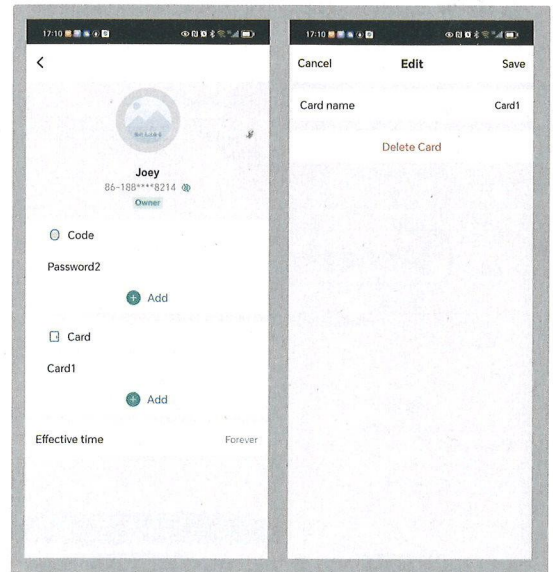 17:10
Joey
86-188****8214
Owner
Code
Password2
Add
Card
Card1
Add
Effective time Forever
17:10
Cancel Edit Save
Card name Card1
Delete Card